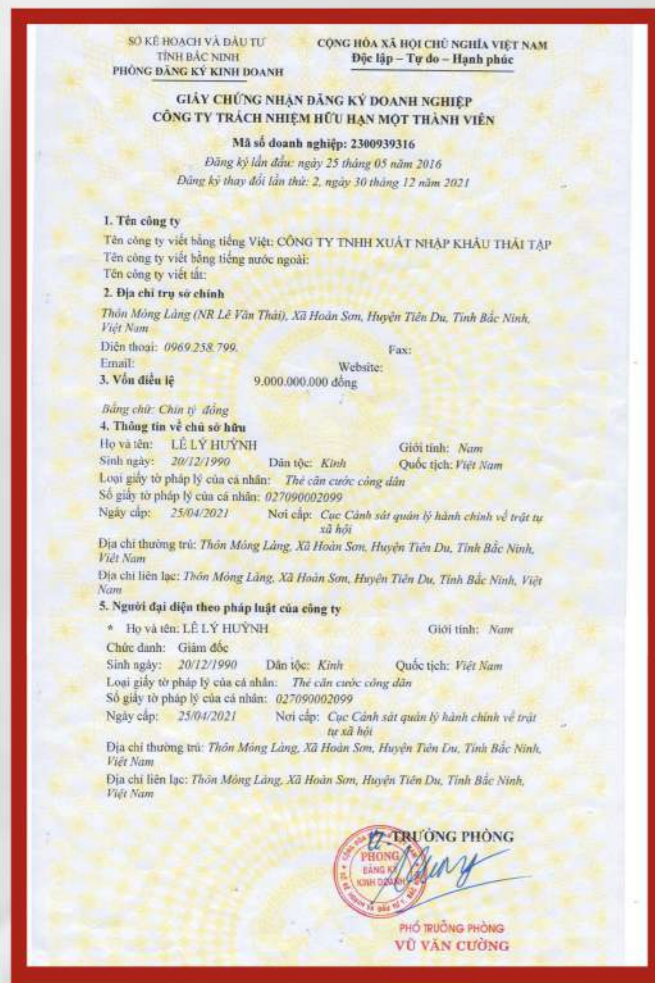 SỞ KẾ HOẠCH VÀ ĐẦU TƯ
TỈNH BẮC NINH
PHÒNG ĐĂNG KÝ KINH DOANH
CỘNG HÒA XÃ HỘI CHỦ NGHĨA VIỆT NAM
Độc lập – Tự do – Hạnh phúc
GIẤY CHỨNG NHẬN ĐĂNG KÝ DOANH NGHIỆP
CÔNG TY TRÁCH NHIỆM HỮU HẠN MỘT THÀNH VIÊN
Mã số doanh nghiệp: 2300939316
Đăng ký lần đầu: ngày 25 tháng 05 năm 2016
Đăng ký thay đổi lần thứ: 2, ngày 30 tháng 12 năm 2021
1. Tên công ty
Tên công ty viết bằng tiếng Việt: CÔNG TY TNHH XUẤT NHẬP KHẨU THÁI TẬP
Tên công ty viết bằng tiếng nước ngoài:
Tên công ty viết tắt:
2. Địa chỉ trụ sở chính
Thôn Móng Làng (NR Lê Văn Thái), Xã Hoàn Sơn, Huyện Tiên Du, Tỉnh Bắc Ninh,
Việt Nam
Điện thoại: 0969.258.799. Fax:
Email: Website:
3. Vốn điều lệ 9.000.000.000 đồng
Bằng chữ: Chín tỷ đồng
4. Thông tin về chủ sở hữu
Họ và tên: LÊ LÝ HUỲNH Giới tính: Nam
Sinh ngày: 20/12/1990 Dân tộc: Kinh Quốc tịch: Việt Nam
Loại giấy tờ pháp lý của cá nhân: Thẻ căn cước công dân
Số giấy tờ pháp lý của cá nhân: 027090002099
Ngày cấp: 25/04/2021 Nơi cấp: Cục Cảnh sát quản lý hành chính về trật tự
xã hội
Địa chỉ thường trú: Thôn Móng Làng, Xã Hoàn Sơn, Huyện Tiên Du, Tỉnh Bắc Ninh,
Việt Nam
Địa chỉ liên lạc: Thôn Móng Làng, Xã Hoàn Sơn, Huyện Tiên Du, Tỉnh Bắc Ninh, Việt
Nam
5. Người đại diện theo pháp luật của công ty
* Họ và tên: LÊ LÝ HUỲNH Giới tính: Nam
Chức danh: Giám đốc
Sinh ngày: 20/12/1990 Dân tộc: Kinh Quốc tịch: Việt Nam
Loại giấy tờ pháp lý của cá nhân: Thẻ căn cước công dân
Số giấy tờ pháp lý của cá nhân: 027090002099
Ngày cấp: 25/04/2021 Nơi cấp: Cục Cảnh sát quản lý hành chính về trật
tự xã hội
Địa chỉ thường trú: Thôn Móng Làng, Xã Hoàn Sơn, Huyện Tiên Du, Tỉnh Bắc Ninh,
Việt Nam
Địa chỉ liên lạc: Thôn Móng Làng, Xã Hoàn Sơn, Huyện Tiên Du, Tỉnh Bắc Ninh,
Việt Nam
TRƯỞNG PHÒNG
PHÒNG
ĐĂNG KÝ
KINH DOANH
PHÓ TRƯỞNG PHÒNG
VŨ VĂN CƯỜNG